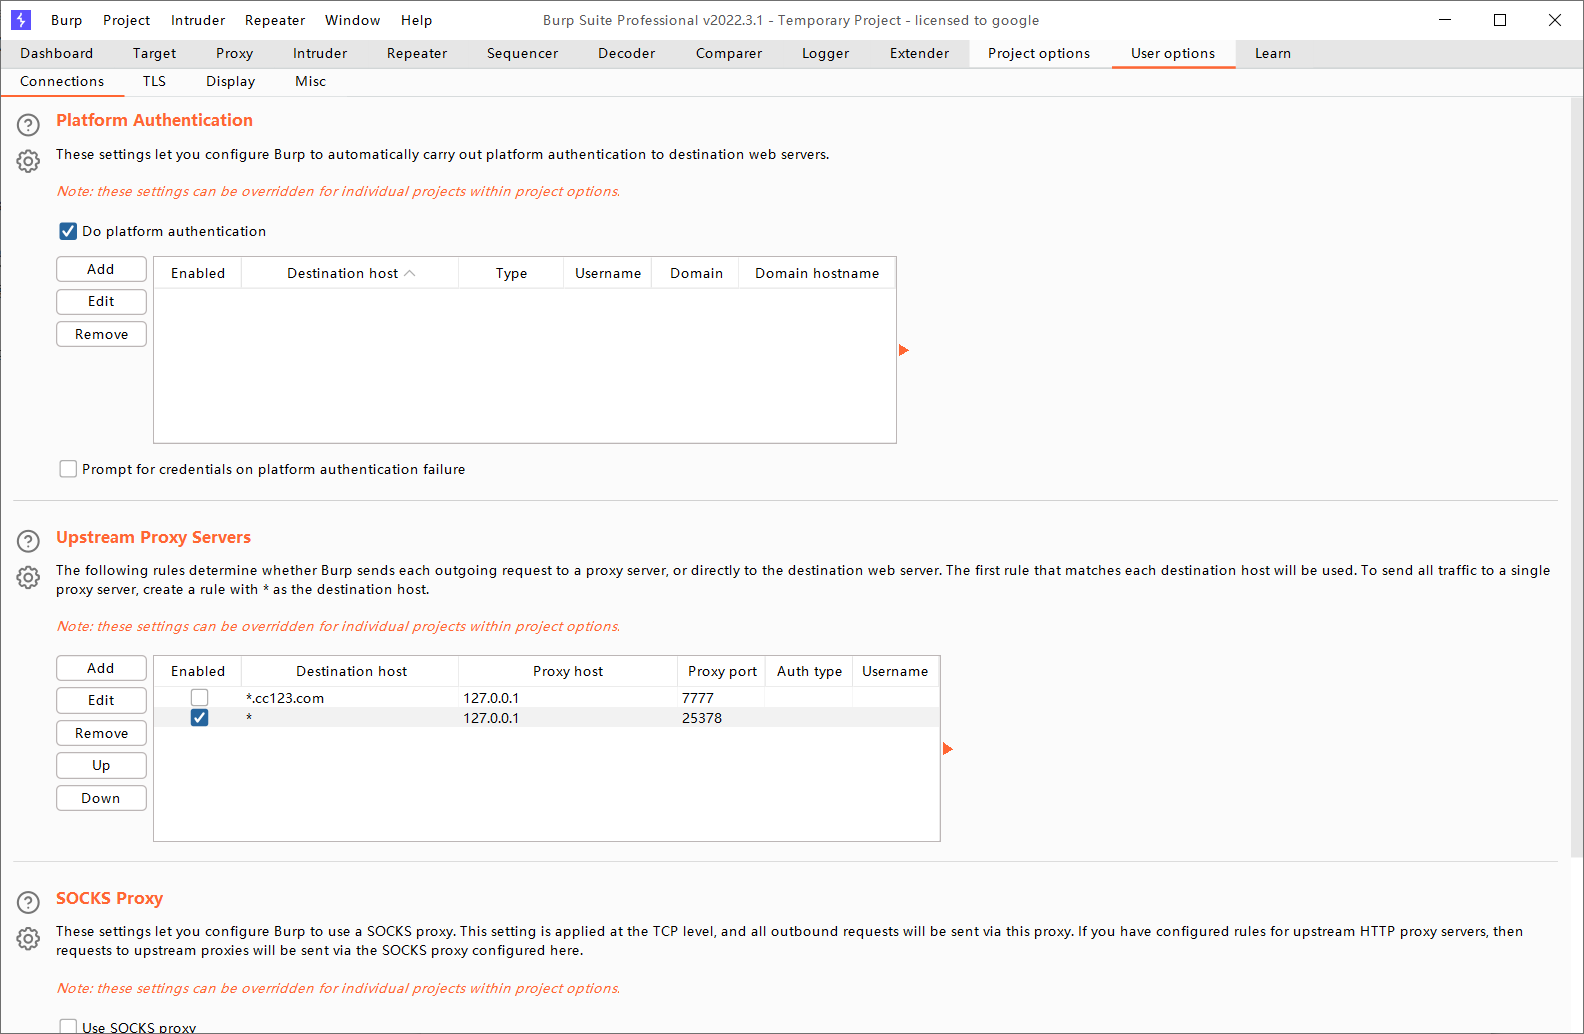 Burp Project Intruder Repeater Window Help Burp Suite Professional v2022.3.1 - Temporary Project - licensed to google
Dashboard Target Proxy Intruder Repeater Sequencer Decoder Comparer Logger Extender Project options User options Learn
Connections TLS Display Misc
Platform Authentication
These settings let you configure Burp to automatically carry out platform authentication to destination web servers.
Note: these settings can be overridden for individual projects within project options.
Do platform authentication
Add
Edit
Remove
Enabled Destination host Type Username Domain Domain hostname
Prompt for credentials on platform authentication failure
Upstream Proxy Servers
The following rules determine whether Burp sends each outgoing request to a proxy server, or directly to the destination web server. The first rule that matches each destination host will be used. To send all traffic to a single
proxy server, create a rule with * as the destination host.
Note: these settings can be overridden for individual projects within project options.
Add
Edit
Remove
Up
Down
Enabled Destination host Proxy host Proxy port Auth type Username
*.cc123.com 127.0.0.1 7777
* 127.0.0.1 25378
SOCKS Proxy
These settings let you configure Burp to use a SOCKS proxy. This setting is applied at the TCP level, and all outbound requests will be sent via this proxy. If you have configured rules for upstream HTTP proxy servers, then
requests to upstream proxies will be sent via the SOCKS proxy configured here.
Note: these settings can be overridden for individual projects within project options.
Use SOCKS proxy